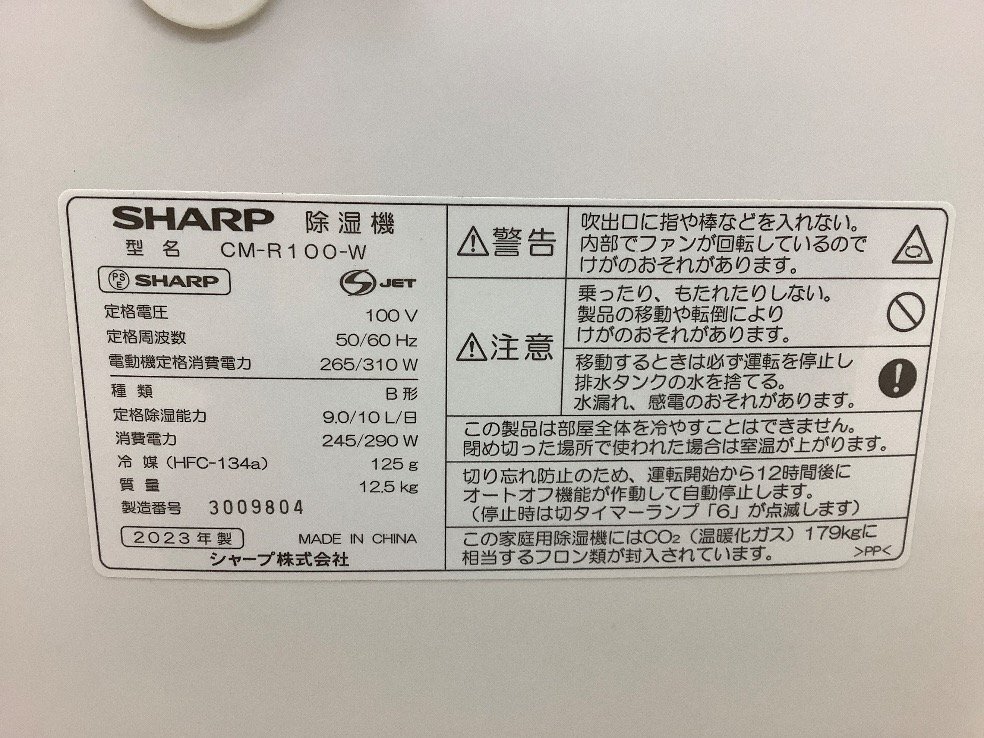 SHARP 除湿機
型名 CM-R100-W
PSE SHARP S JET
定格電圧 100 V
定格周波数 50/60 Hz
電動機定格消費電力 265/310 W
種類 B形
定格除湿能力 9.0/10 L/日
消費電力 245/290 W
冷媒(HFC-134a) 125 g
質量 12.5 kg
製造番号 3009804
2023年製 MADE IN CHINA
シャープ株式会社
警告
吹出口に指や棒などを入れない。
内部でファンが回転しているので
けがのおそれがあります。
注意
乗ったり、もたれたりしない。
製品の移動や転倒により
けがのおそれがあります。
移動するときは必ず運転を停止し
排水タンクの水を捨てる。
水漏れ、感電のおそれがあります。
この製品は部屋全体を冷やすことはできません。
閉め切った場所で使われた場合は室温が上がります。
切り忘れ防止のため、運転開始から12時間後に
オートオフ機能が作動して自動停止します。
(停止時は切タイマーランプ「6」が点滅します)
この家庭用除湿機にはCO₂(温暖化ガス)179kgに
相当するフロン類が封入されています。 >PP<